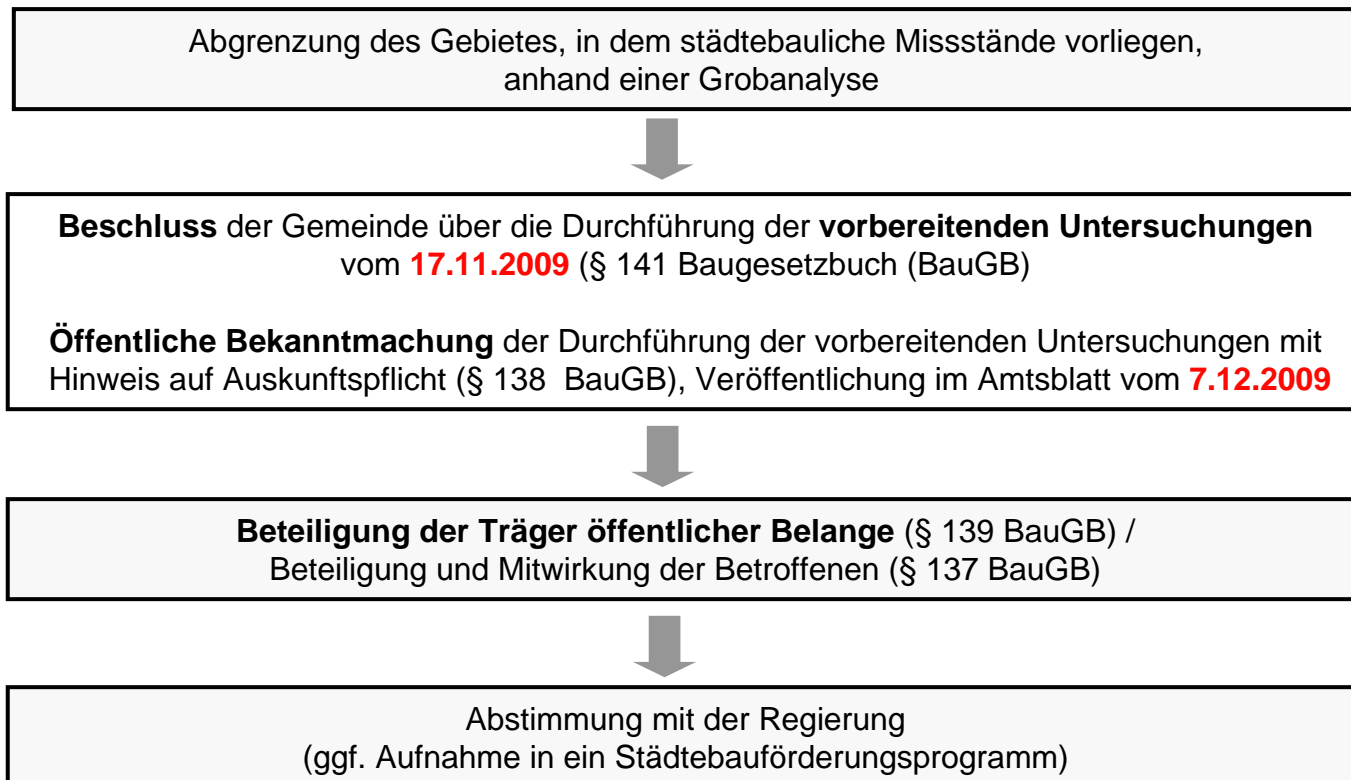 Abgrenzung des Gebietes, in dem städtebauliche Missstände vorliegen,
anhand einer Grobanalyse
Beschluss der Gemeinde über die Durchführung der vorbereitenden Untersuchungen
vom 17.11.2009 (§ 141 Baugesetzbuch (BauGB)
Öffentliche Bekanntmachung der Durchführung der vorbereitenden Untersuchungen mit
Hinweis auf Auskunftspflicht (§ 138  BauGB), Veröffentlichung im Amtsblatt vom 7.12.2009
Beteiligung der Träger öffentlicher Belange (§ 139 BauGB) /
Beteiligung und Mitwirkung der Betroffenen (§ 137 BauGB)
Abstimmung mit der Regierung
(ggf. Aufnahme in ein Städtebauförderungsprogramm)